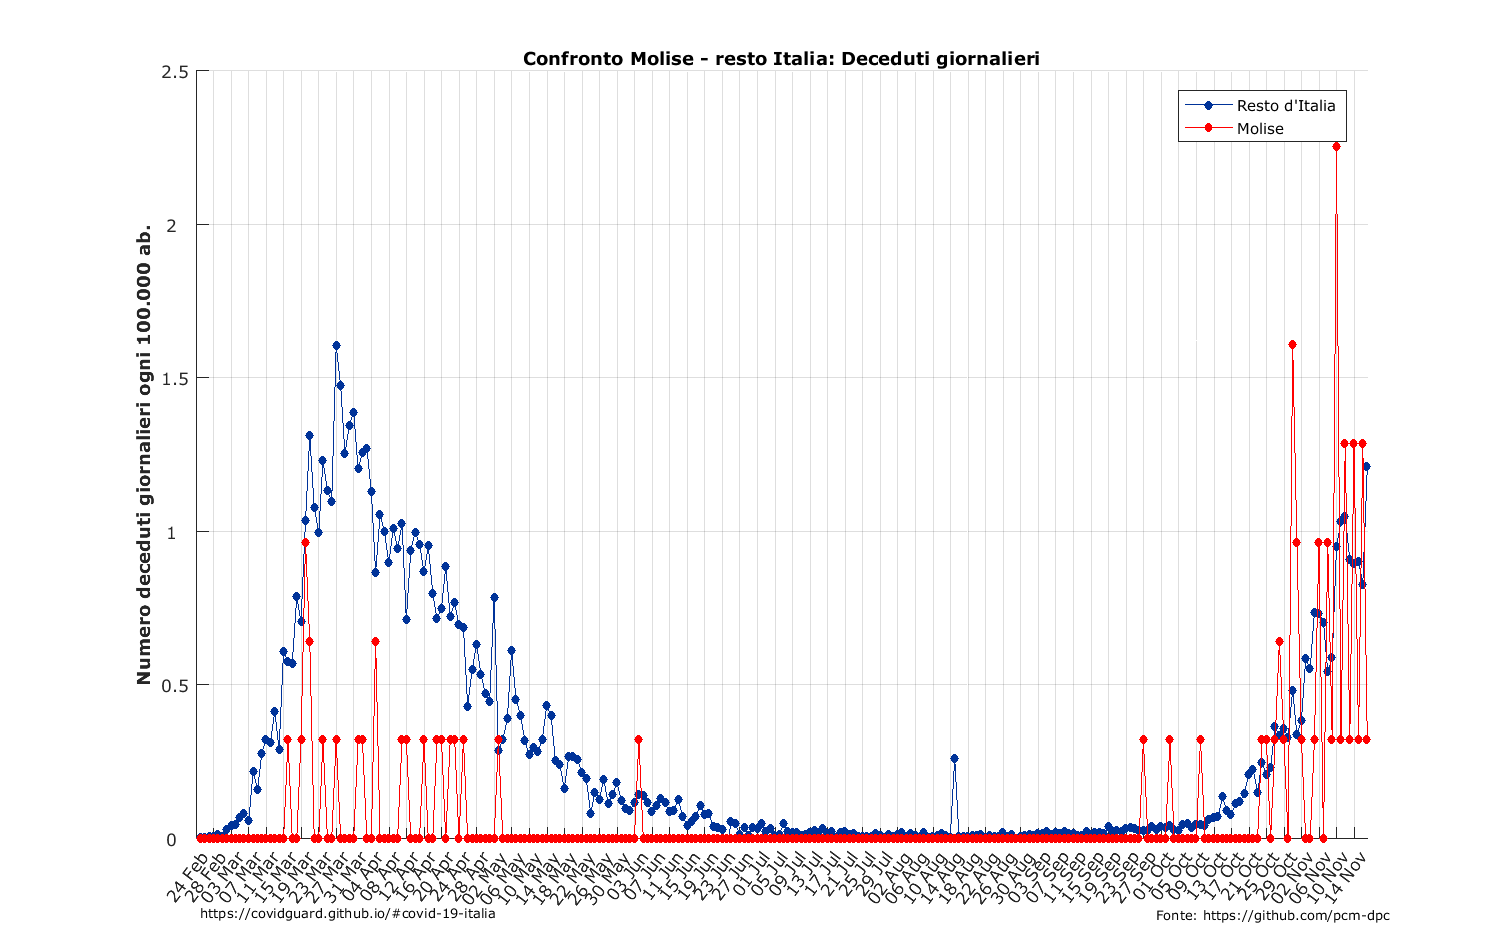 Confronto Molise - resto Italia: Deceduti giornalieri
Resto d'Italia
Molise
Numero deceduti giornalieri ogni 100.000 ab.
2.5
2
1.5
1
0.5
0
24 Feb
28 Feb
03 Mar
07 Mar
11 Mar
15 Mar
19 Mar
23 Mar
27 Mar
31 Mar
04 Apr
08 Apr
12 Apr
16 Apr
20 Apr
24 Apr
28 Apr
02 May
06 May
10 May
14 May
18 May
22 May
26 May
30 May
03 Jun
07 Jun
11 Jun
15 Jun
19 Jun
23 Jun
27 Jun
01 Jul
05 Jul
09 Jul
13 Jul
17 Jul
21 Jul
25 Jul
29 Jul
02 Aug
06 Aug
10 Aug
14 Aug
18 Aug
22 Aug
26 Aug
30 Aug
03 Sep
07 Sep
11 Sep
15 Sep
19 Sep
23 Sep
27 Sep
01 Oct
05 Oct
09 Oct
13 Oct
17 Oct
21 Oct
25 Oct
29 Oct
02 Nov
06 Nov
10 Nov
14 Nov
https://covidguard.github.io/#covid-19-italia
Fonte: https://github.com/pcm-dpc